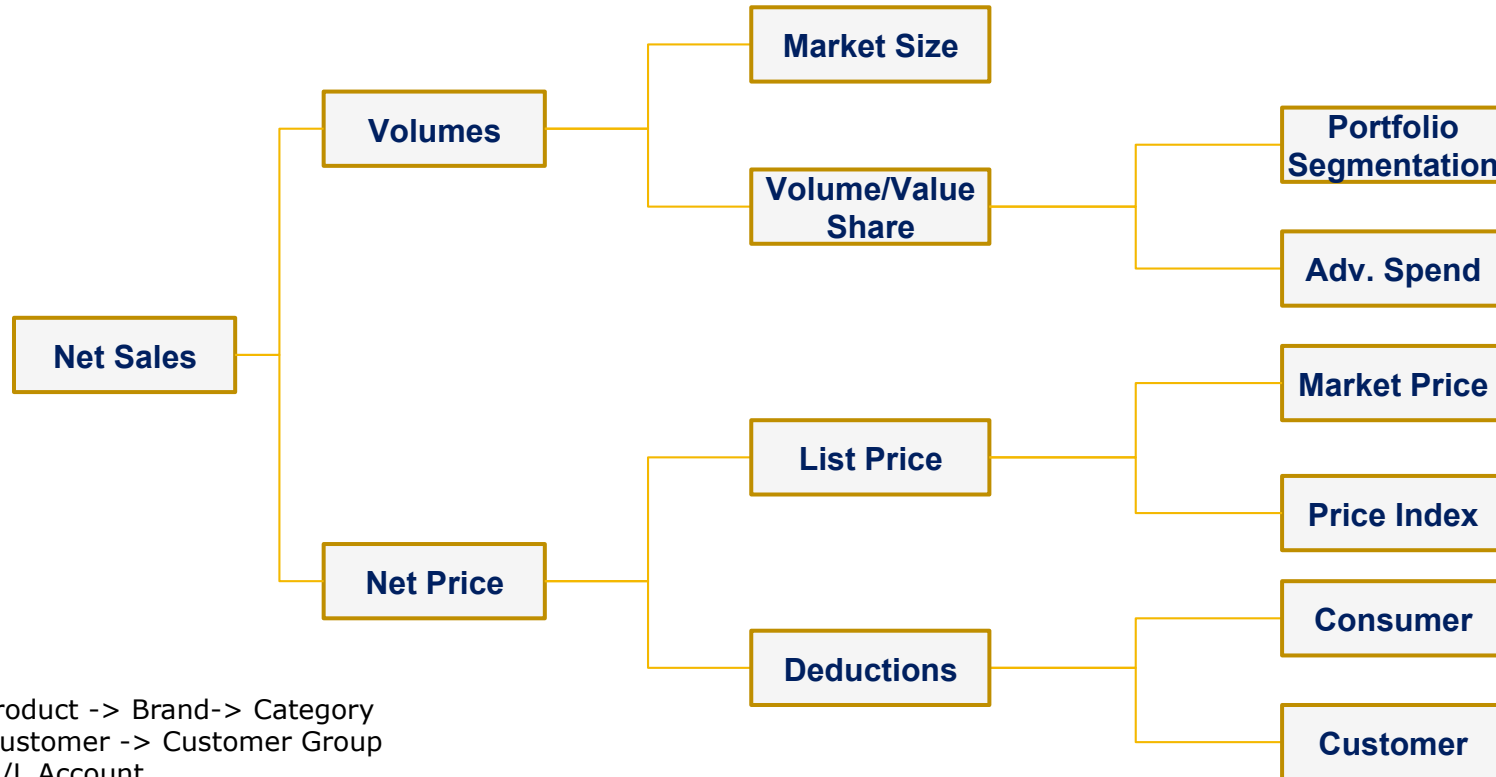 Market Size
Portfolio
Segmentation
Volumes
Volume/Value
Share
Adv. Spend
Net Sales
Market Price
List Price
Price Index
Net Price
Consumer
Deductions
Customer
roduct -> Brand-> Category
ustomer -> Customer Group
/L Account